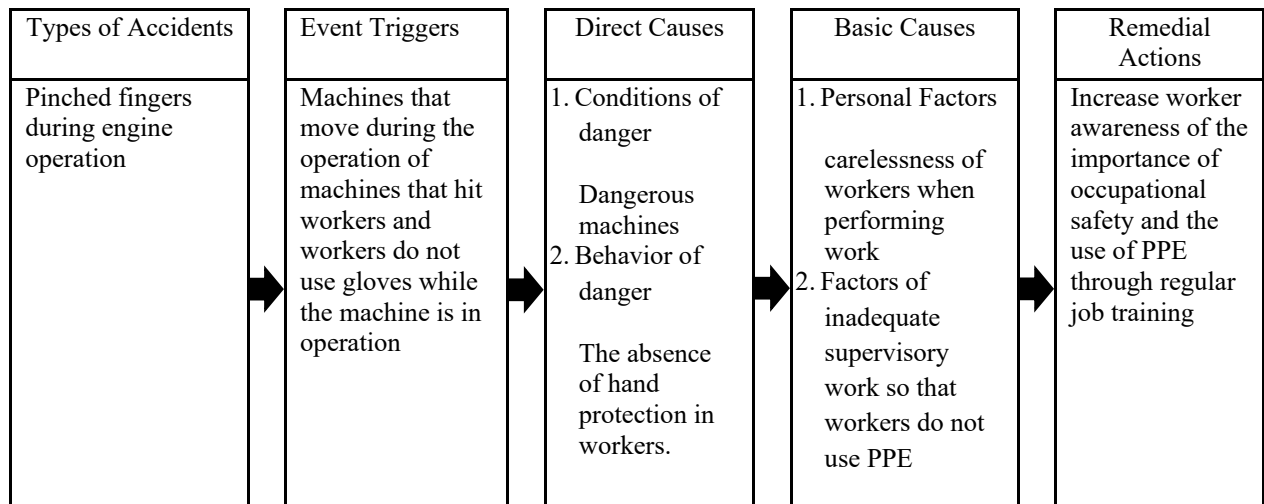 Types of Accidents
Pinched fingers
during engine
operation
Event Triggers
Machines that
move during the
operation of
machines that hit
workers and
workers do not
use gloves while
the machine is in
operation
Direct Causes
1. Conditions of
danger
Dangerous
machines
2. Behavior of
danger
The absence
of hand
protection in
workers.
Basic Causes
1. Personal Factors
carelessness of
workers when
performing
work
2. Factors of
inadequate
supervisory
work so that
workers do not
use PPE
Remedial
Actions
Increase worker
awareness of the
importance of
occupational
safety and the
use of PPE
through regular
job training